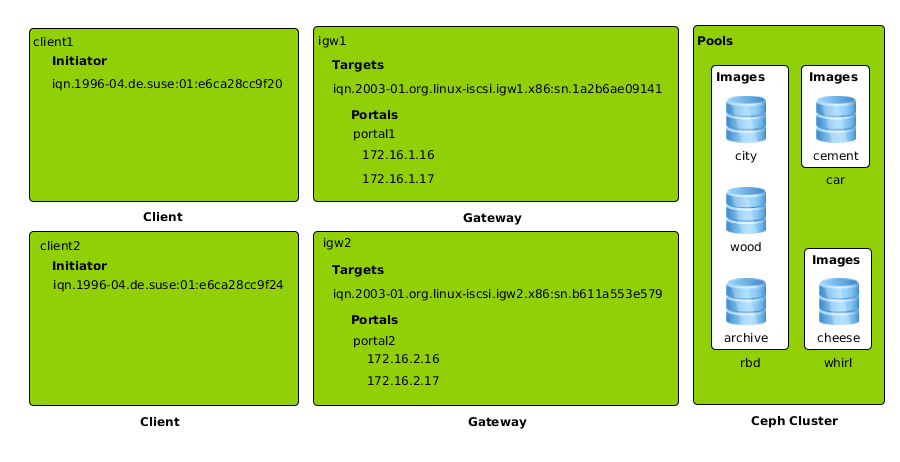 client1
Initiator
iqn.1996-04.de.suse:01:e6ca28cc9f20
Client
igw1
Targets
iqn.2003-01.org.linux-iscsi.igw1.x86:sn.1a2b6ae09141
Portals
portal1
172.16.1.16
172.16.1.17
Gateway
client2
Initiator
iqn.1996-04.de.suse:01:e6ca28cc9f24
Client
igw2
Targets
iqn.2003-01.org.linux-iscsi.igw2.x86:sn.b611a553e579
Portals
portal2
172.16.2.16
172.16.2.17
Gateway
Pools
Images
city
wood
archive
rbd
Images
cement
car
Images
cheese
whirl
Ceph Cluster